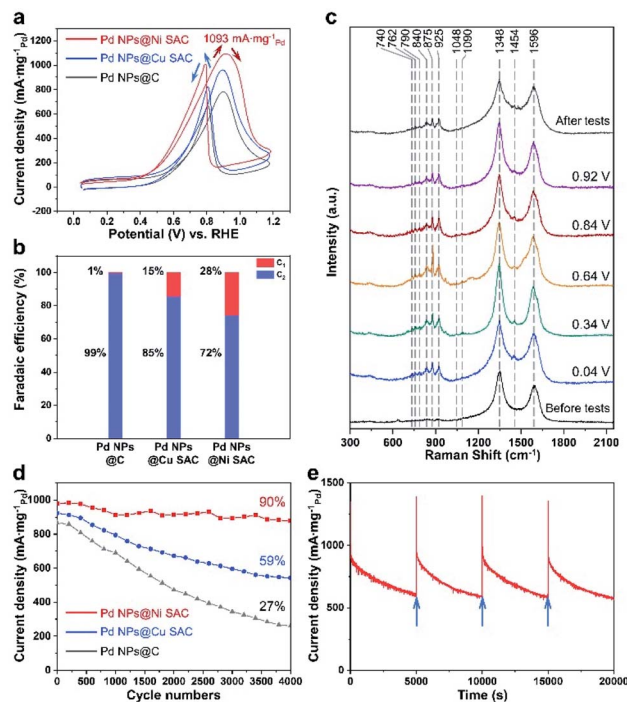 a
Current density (mA·mg⁻¹Pd)
1200
1000
800
600
400
200
0
-200
Pd NPs@Ni SAC
Pd NPs@Cu SAC
Pd NPs@C
1093 mA·mg⁻¹Pd
0.0 0.2 0.4 0.6 0.8 1.0 1.2
Potential (V) vs. RHE
b
Faradaic efficiency (%)
100
80
60
40
20
0
1% 15% 28%
C₁
C₂
99% 85% 72%
Pd NPs @C
Pd NPs @Cu SAC
Pd NPs @Ni SAC
c
Intensity (a.u.)
740 762 790 840 875 925 1048 1090 1348 1454 1596
After tests
0.92 V
0.84 V
0.64 V
0.34 V
0.04 V
Before tests
300 600 900 1200 1500 1800 2100
Raman Shift (cm⁻¹)
d
Current density (mA·mg⁻¹Pd)
1000
800
600
400
200
0
90%
59%
27%
Pd NPs@Ni SAC
Pd NPs@Cu SAC
Pd NPs@C
0 500 1000 1500 2000 2500 3000 3500 4000
Cycle numbers
e
Current density (mA·mg⁻¹Pd)
1500
1000
500
0
0 5000 10000 15000 20000
Time (s)